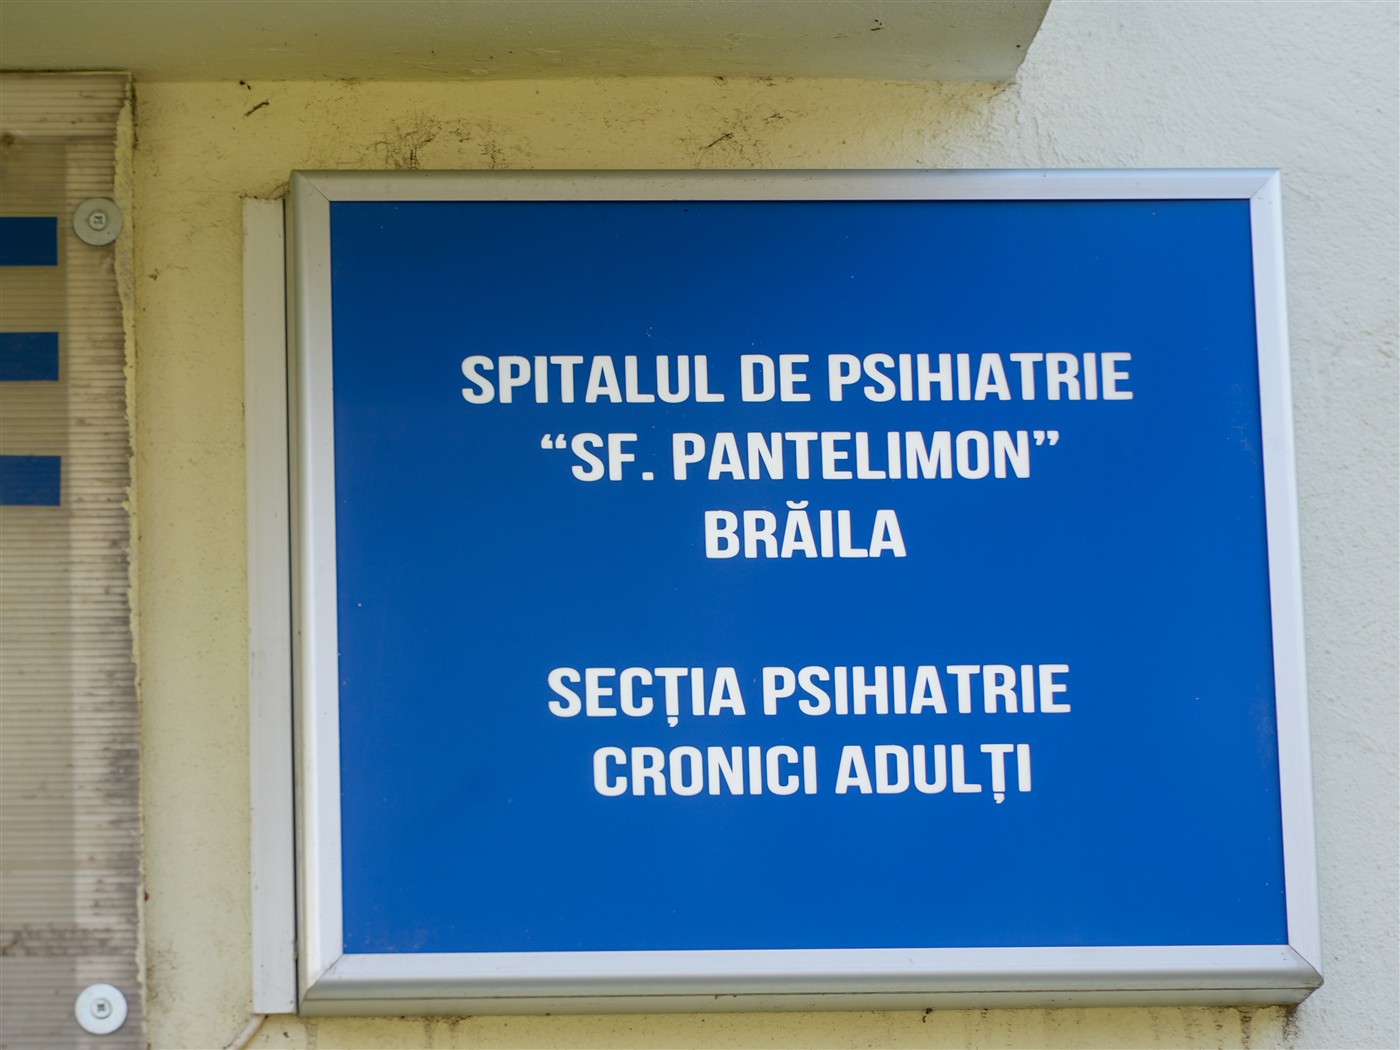 SPITALUL DE PSIHIATRIE
“SF. PANTELIMON”
BRĂILA
SECȚIA PSIHIATRIE
CRONICI ADULȚI